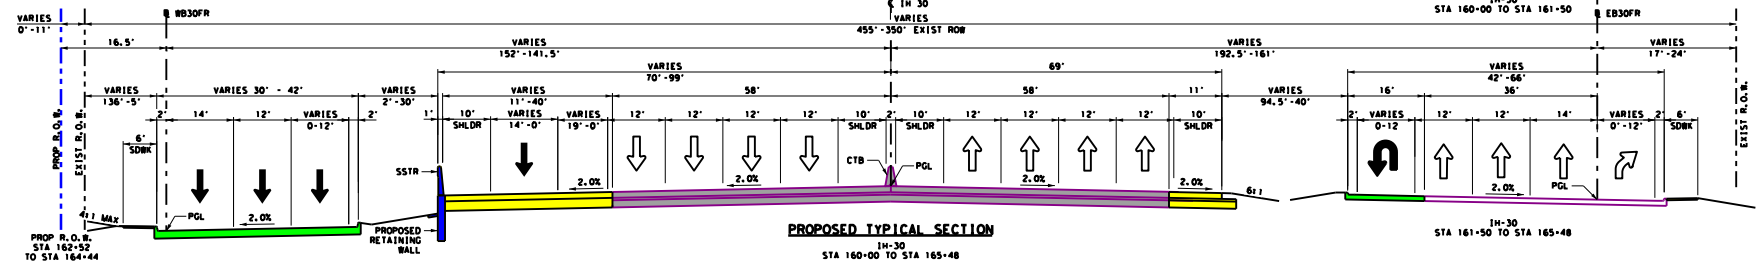 IH-30
STA 160+00 TO STA 161+50
℄ IH 30
VARIES
0'-11'
WB30FR
VARIES
455'-350' EXIST ROW
EB30FR
16.5'
VARIES
152'-141.5'
VARIES
192.5'-161'
VARIES
17'-24'
VARIES
70'-99'
69'
VARIES
42'-66'
VARIES
136'-5'
VARIES 30' - 42'
VARIES
2'-30'
VARIES
11'-40'
58'
58'
11'
VARIES
94.5'-40'
16'
36'
2'
14'
12'
VARIES
0-12'
2'
1'
10'
SHLDR
VARIES
14'-0'
VARIES
19'-0'
12'
12'
12'
12'
10'
SHLDR
2'
10'
SHLDR
12'
12'
12'
12'
10'
SHLDR
2'
VARIES
0-12
12'
12'
14'
VARIES
0'-12'
2'
6'
SDWK
6'
SDWK
PROP R.O.W.
EXIST R.O.W.
EXIST R.O.W.
SSTR
CTB
PGL
2.0%
2.0%
2.0%
2.0%
6:1
2.0%
PGL
4:1 MAX
PGL
2.0%
PROPOSED
RETAINING
WALL
PROP R.O.W.
STA 162+52
TO STA 164+44
PROPOSED TYPICAL SECTION
IH-30
STA 160+00 TO STA 165+48
IH-30
STA 161+50 TO STA 165+48